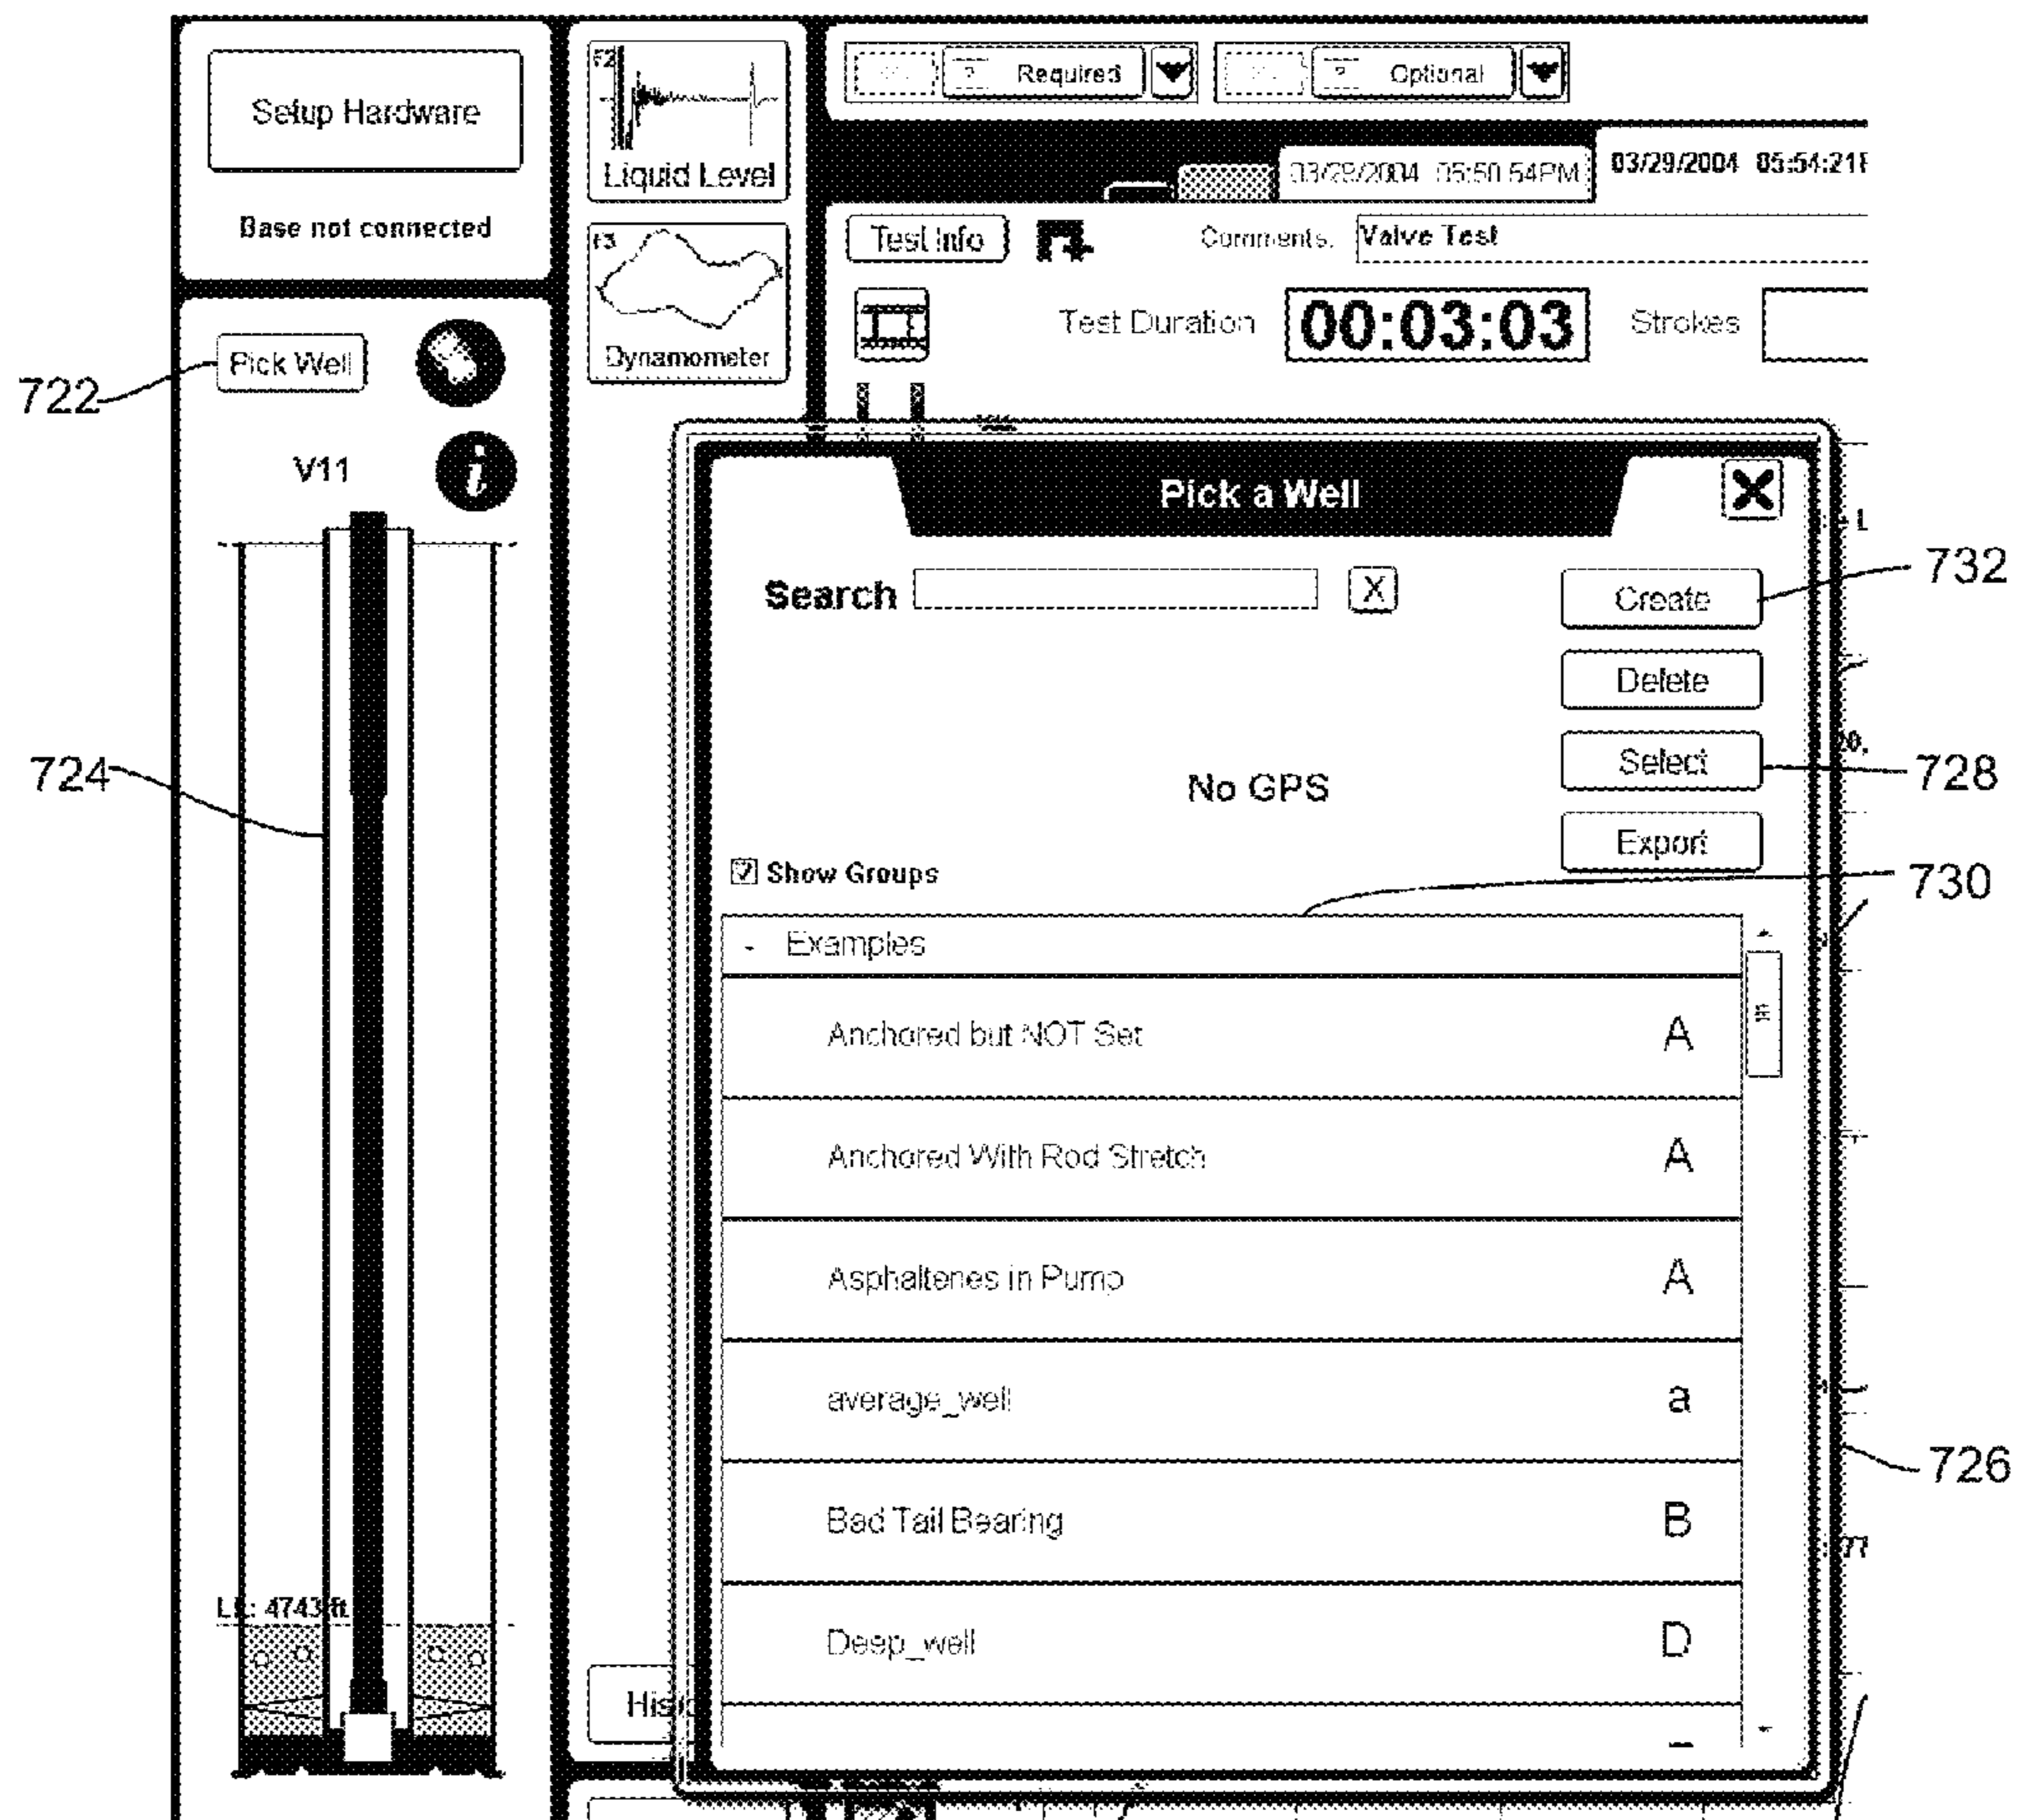 Setup Hardware
Base not connected
F2
Liquid Level
F3
Dynamometer
? Required
? Optional
03/29/2004 05:50:54PM
03/29/2004 05:54:21
Test Info
Comments:
Valve Test
Test Duration
00:03:03
Strokes
722
Pick Well
V11
i
724
LL: 4743 ft
Pick a Well
X
Search
X
Create
732
Delete
Select
728
No GPS
Export
Show Groups
730
- Examples
Anchored but NOT Set A
Anchored With Rod Stretch A
Asphaltenes in Pump A
average_well a
726
Bad Tail Bearing B
Deep_well D